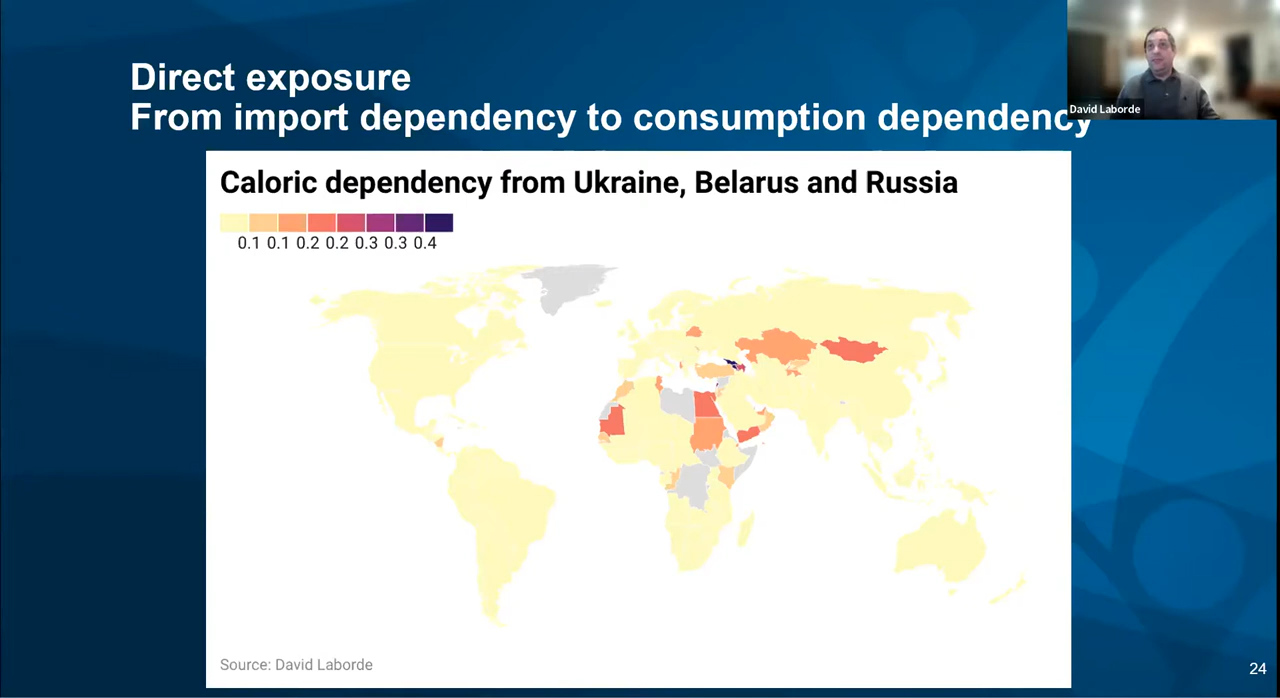 Direct exposure
From import dependency to consumption dependency
David Laborde
Caloric dependency from Ukraine, Belarus and Russia
0.1 0.1 0.2 0.2 0.3 0.3 0.4
Source: David Laborde
24